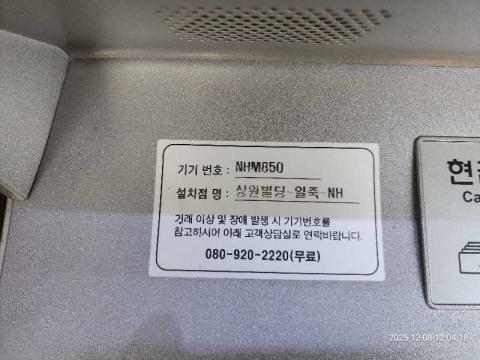 기기 번호 : NHM850
설치점 명 : 상원빌딩-일죽-NH
거래 이상 및 장애 발생 시 기기번호를
참고하시어 아래 고객상담실로 연락바랍니다.
080-920-2220(무료)
현
Ca
2025-12-08 12:04:18